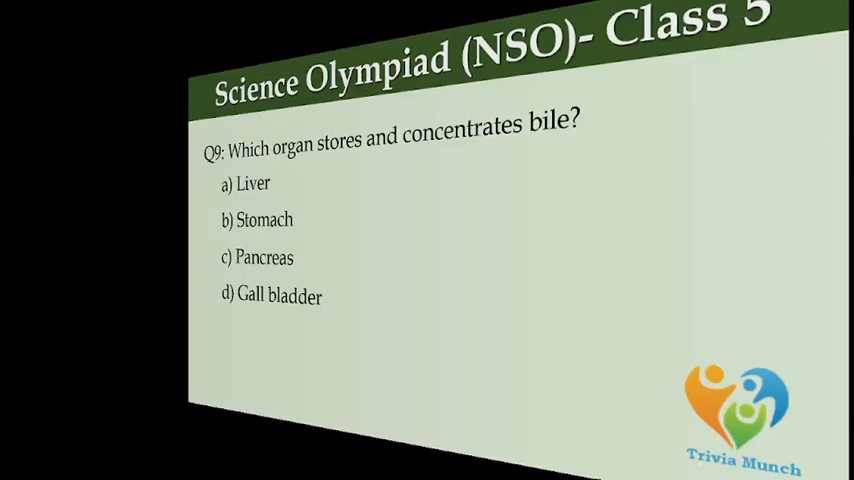 Science Olympiad (NSO)- Class 5
Q9: Which organ stores and concentrates bile?
a) Liver
b) Stomach
c) Pancreas
d) Gall bladder
Trivia Munch